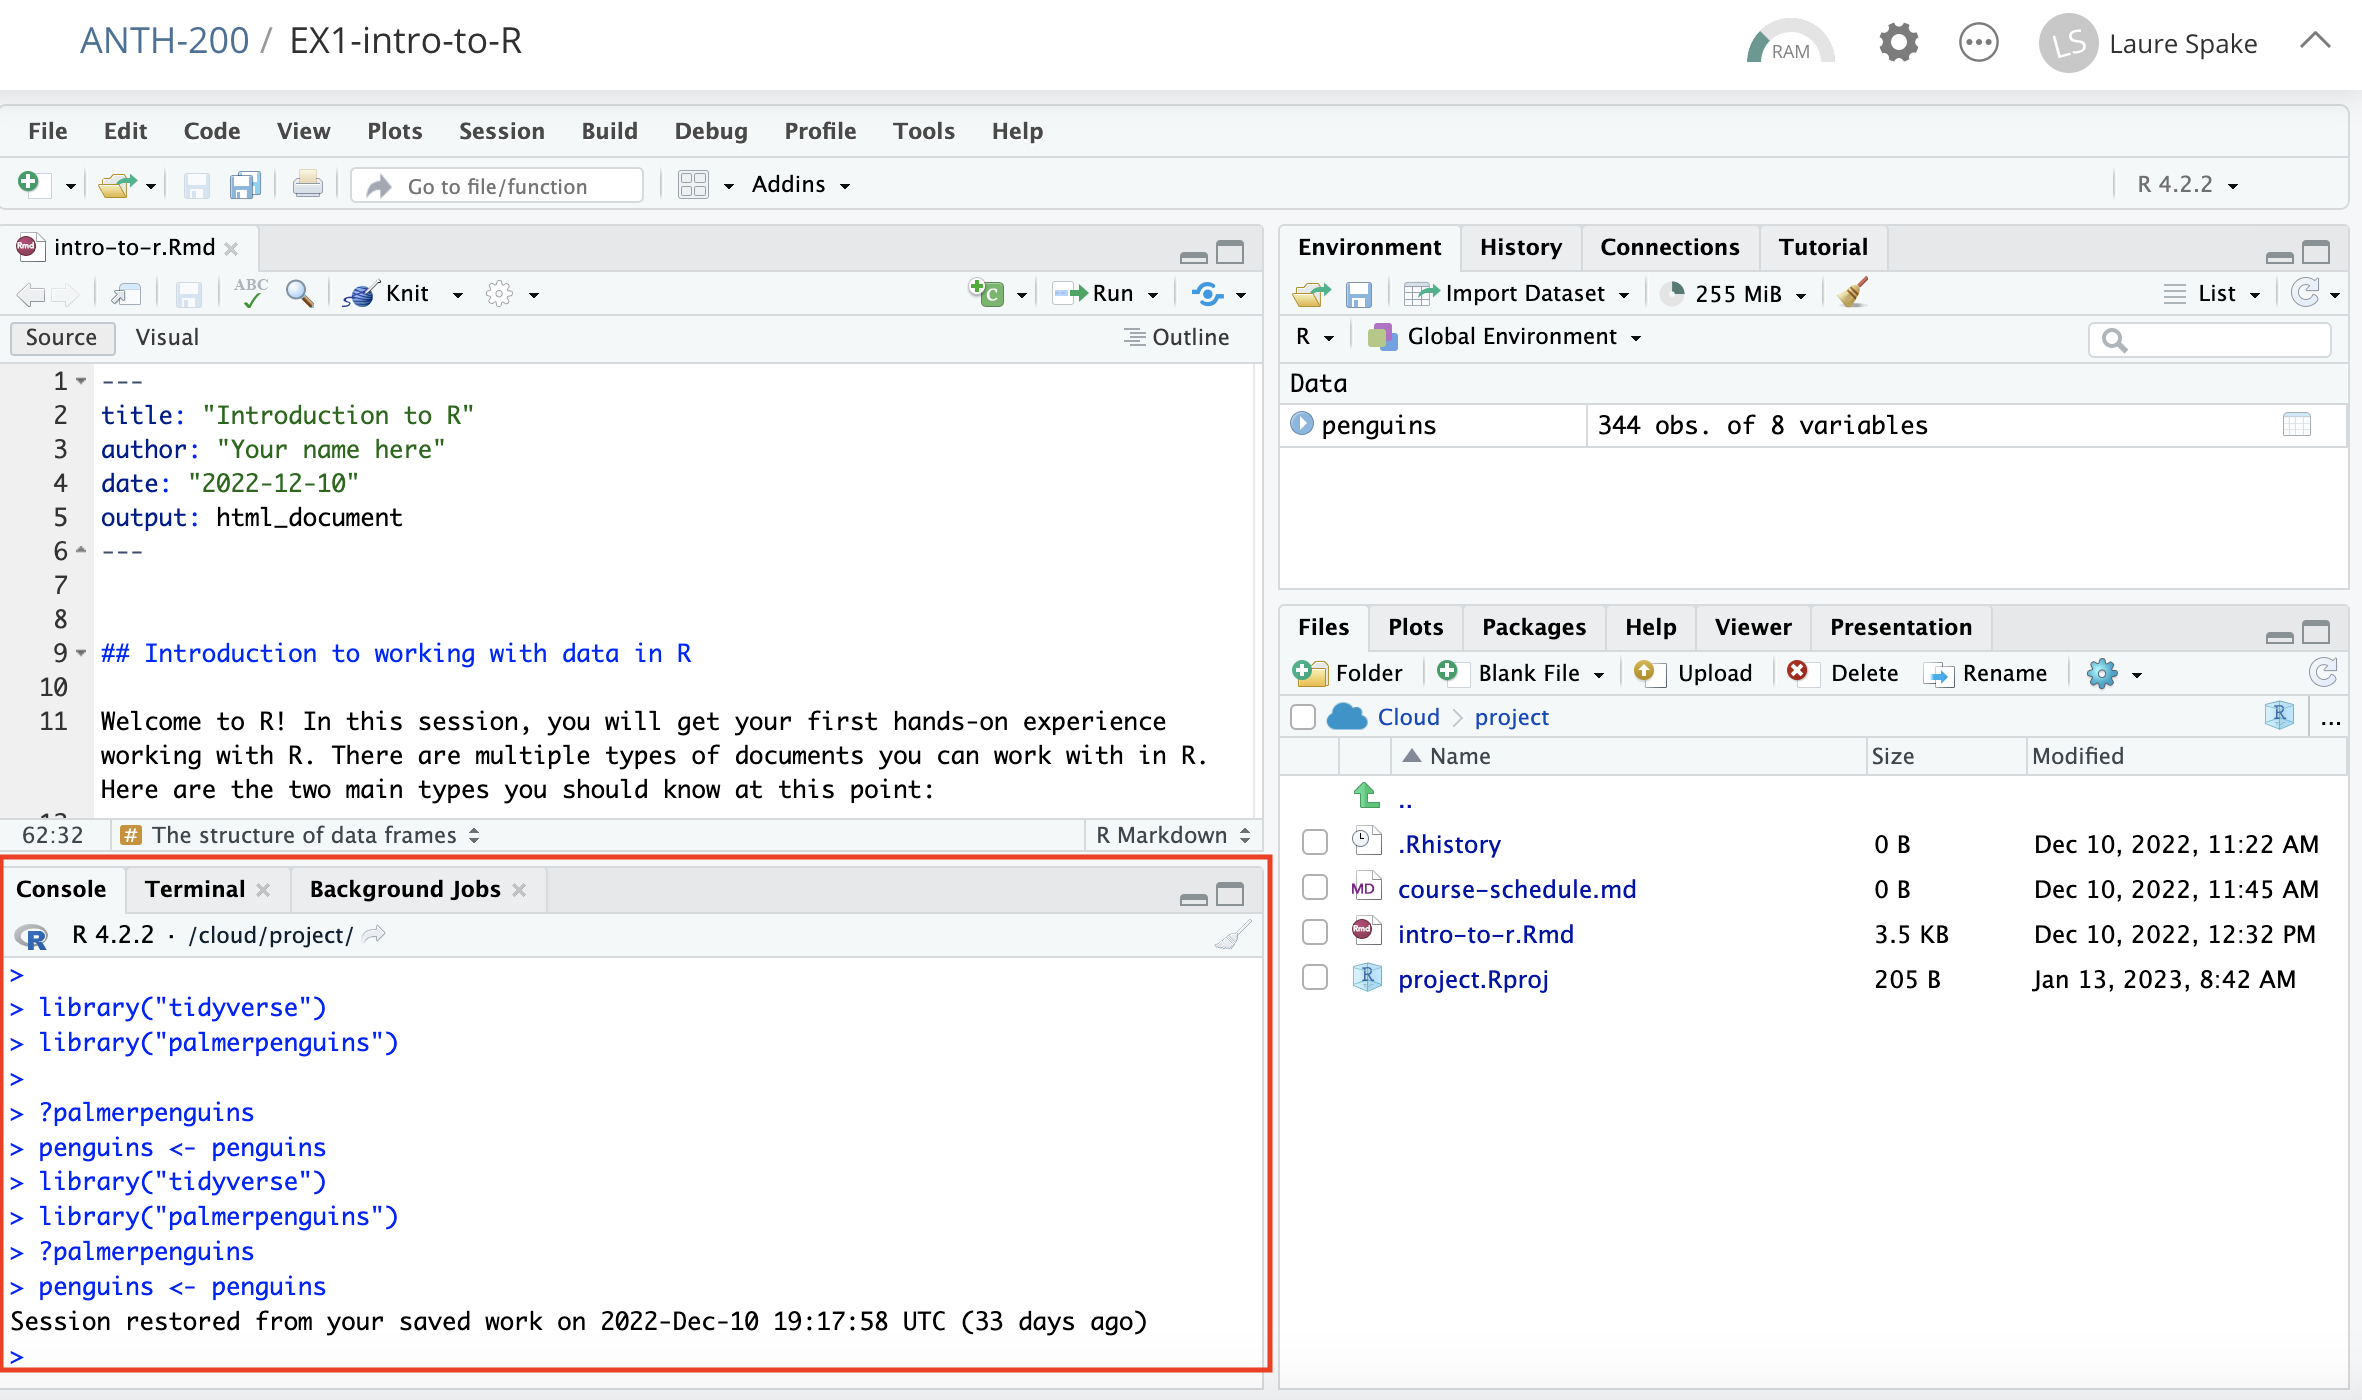 ANTH-200 / EX1-intro-to-R
RAM
LS Laure Spake
File Edit Code View Plots Session Build Debug Profile Tools Help
Go to file/function
Addins
R 4.2.2
intro-to-r.Rmd
ABC
Knit
Run
Source Visual
Outline
1 ---
2 title: "Introduction to R"
3 author: "Your name here"
4 date: "2022-12-10"
5 output: html_document
6 ---
7
8
9 ## Introduction to working with data in R
10
11 Welcome to R! In this session, you will get your first hands-on experience
working with R. There are multiple types of documents you can work with in R.
Here are the two main types you should know at this point:
62:32 # The structure of data frames R Markdown
Console Terminal Background Jobs
R 4.2.2 · /cloud/project/
>
> library("tidyverse")
> library("palmerpenguins")
>
> ?palmerpenguins
> penguins <- penguins
> library("tidyverse")
> library("palmerpenguins")
> ?palmerpenguins
> penguins <- penguins
Session restored from your saved work on 2022-Dec-10 19:17:58 UTC (33 days ago)
>
Environment History Connections Tutorial
Import Dataset 255 MiB List
R Global Environment
Data
penguins 344 obs. of 8 variables
Files Plots Packages Help Viewer Presentation
Folder Blank File Upload Delete Rename
Cloud > project R ...
Name Size Modified
..
.Rhistory 0 B Dec 10, 2022, 11:22 AM
MD course-schedule.md 0 B Dec 10, 2022, 11:45 AM
Rmd intro-to-r.Rmd 3.5 KB Dec 10, 2022, 12:32 PM
R project.Rproj 205 B Jan 13, 2023, 8:42 AM